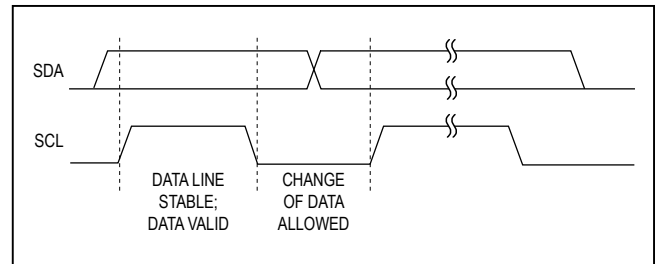 SDA
SCL
DATA LINE
STABLE;
DATA VALID
CHANGE
OF DATA
ALLOWED